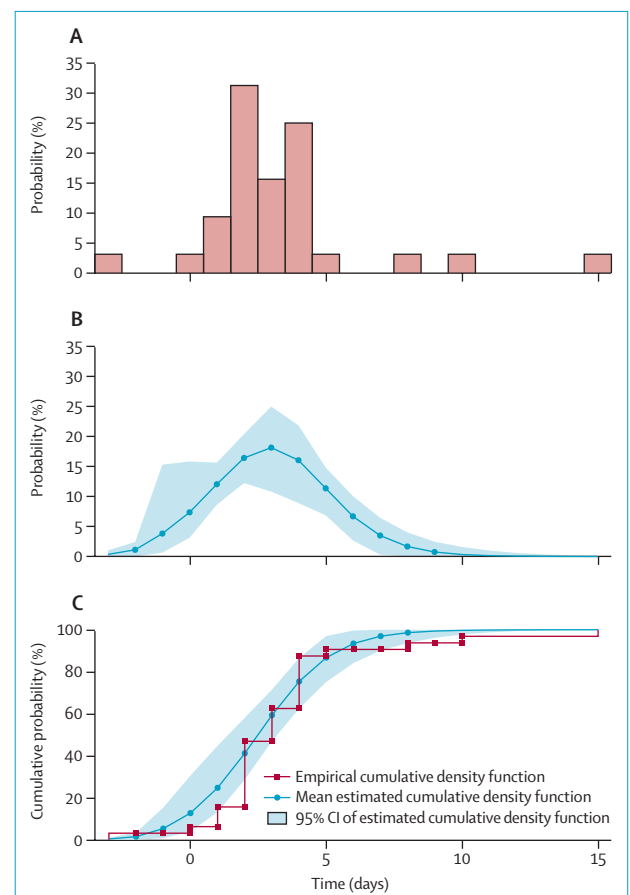 A
35
30
25
20
15
10
5
0
Probability (%)
B
35
30
25
20
15
10
5
0
Probability (%)
C
100
80
60
40
20
0
Cumulative probability (%)
Empirical cumulative density function
Mean estimated cumulative density function
95% CI of estimated cumulative density function
0 5 10 15
Time (days)